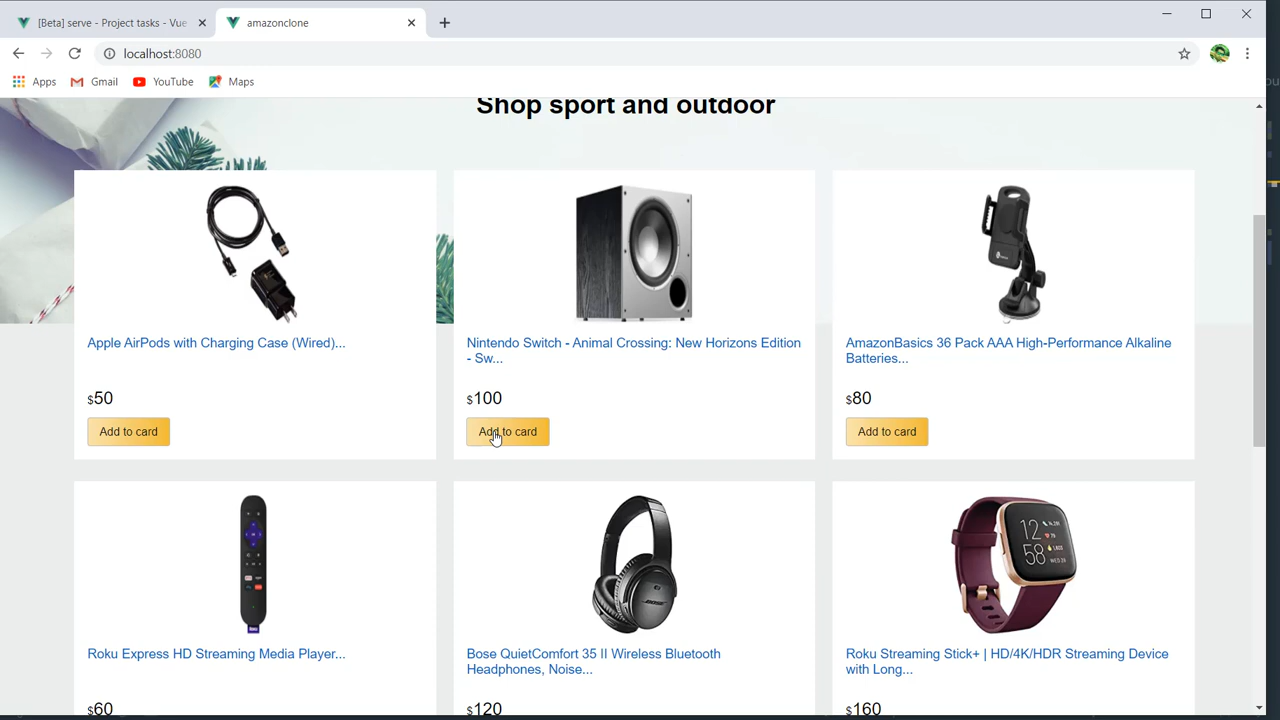 [Beta] serve - Project tasks - Vue
amazonclone
localhost:8080
Apps
Gmail
YouTube
Maps
Shop sport and outdoor
Apple AirPods with Charging Case (Wired)...
$50
Add to card
Nintendo Switch - Animal Crossing: New Horizons Edition
- Sw...
$100
Add to card
AmazonBasics 36 Pack AAA High-Performance Alkaline
Batteries...
$80
Add to card
Roku Express HD Streaming Media Player...
$60
BOSE
Bose QuietComfort 35 II Wireless Bluetooth
Headphones, Noise...
$120
12
58
Roku Streaming Stick+ | HD/4K/HDR Streaming Device
with Long...
$160